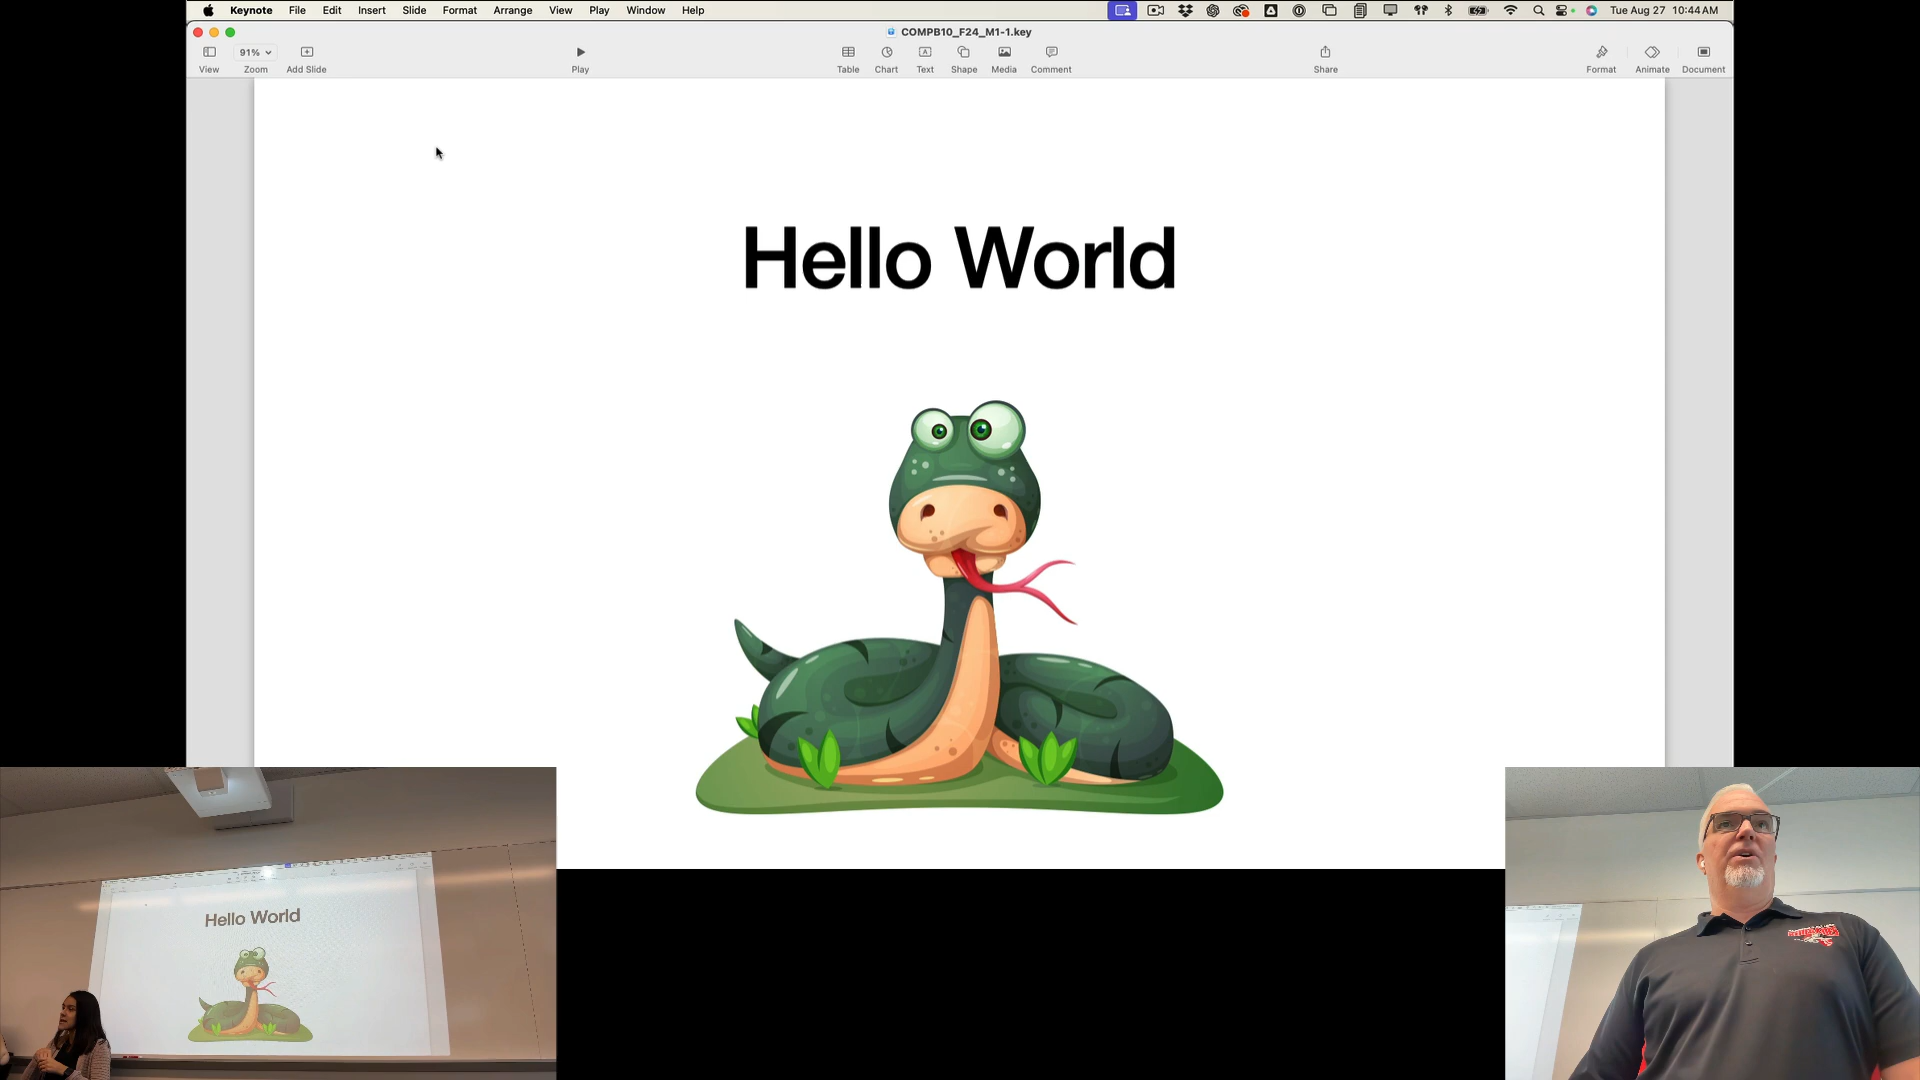 Keynote File Edit Insert Slide Format Arrange View Play Window Help Tue Aug 27 10:44 AM
COMPB10_F24_M1-1.key
91%
View Zoom Add Slide Play Table Chart Text Shape Media Comment Share Format Animate Document
Hello World
Hello World